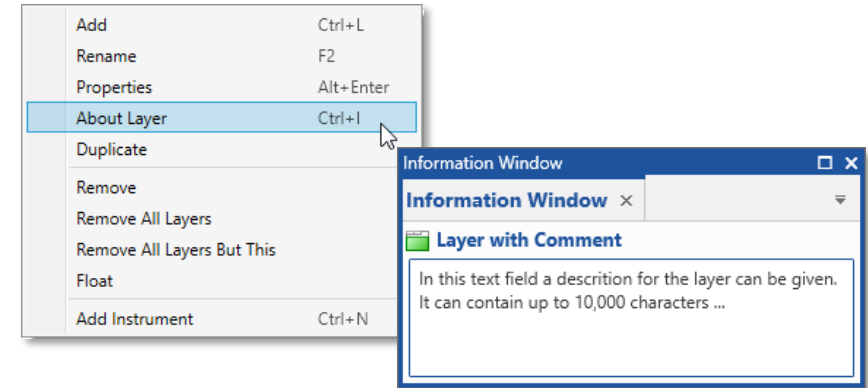 Add Ctrl+L
Rename F2
Properties Alt+Enter
About Layer Ctrl+I
Duplicate
Remove
Remove All Layers
Remove All Layers But This
Float
Add Instrument Ctrl+N
Information Window
Information Window
Layer with Comment
In this text field a descrition for the layer can be given.
It can contain up to 10,000 characters ...